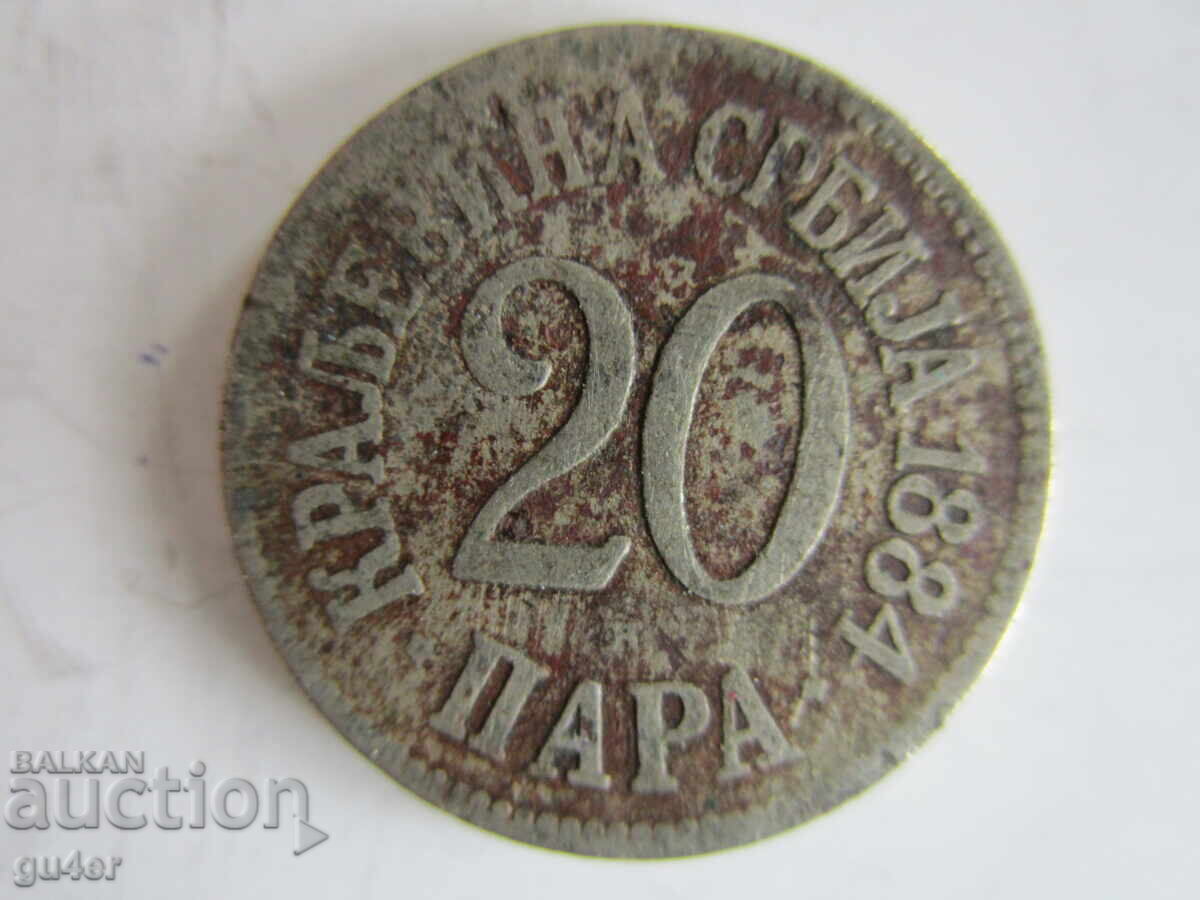 КРАЉЕВИНА СРБИЈА 1884
20
ПАРА
BALKAN
auction
gu4er